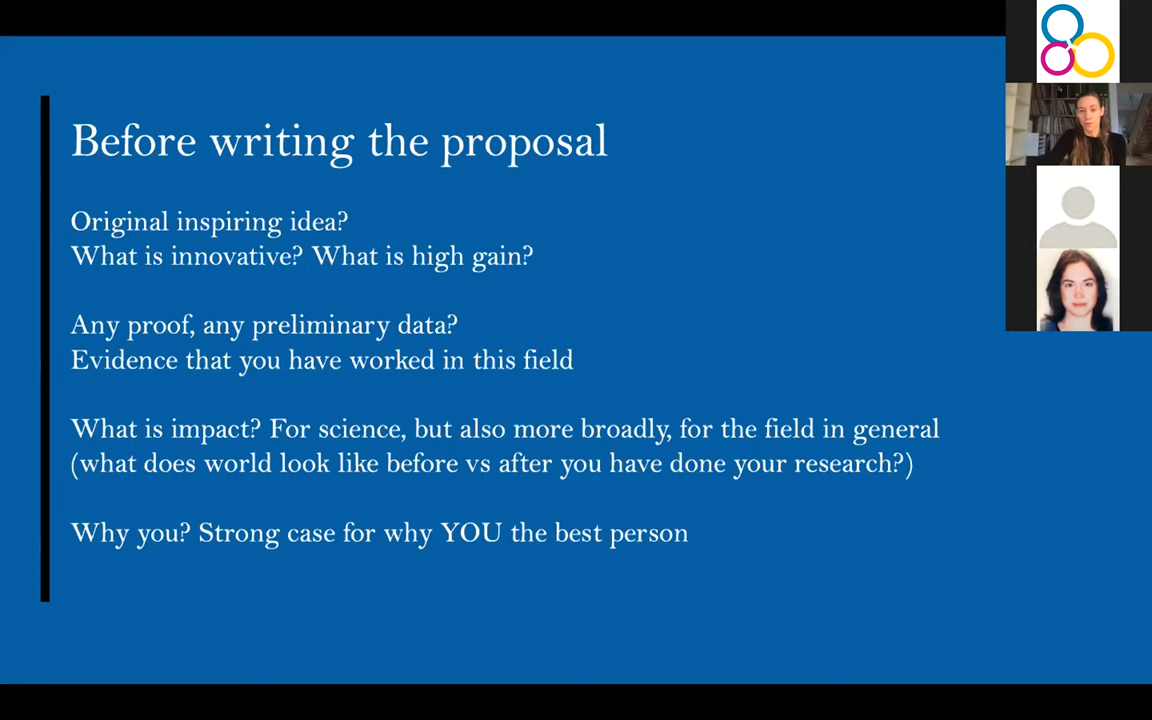 Before writing the proposal
Original inspiring idea?
What is innovative? What is high gain?
Any proof, any preliminary data?
Evidence that you have worked in this field
What is impact? For science, but also more broadly, for the field in general
(what does world look like before vs after you have done your research?)
Why you? Strong case for why YOU the best person